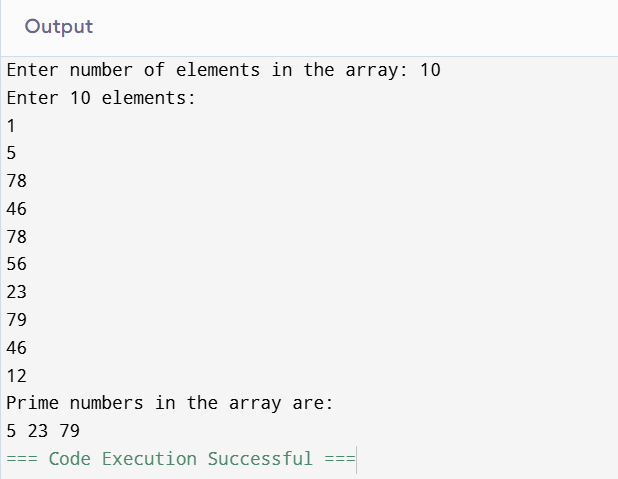 Output
Enter number of elements in the array: 10
Enter 10 elements:
1
5
78
46
78
56
23
79
46
12
Prime numbers in the array are:
5 23 79
=== Code Execution Successful ===